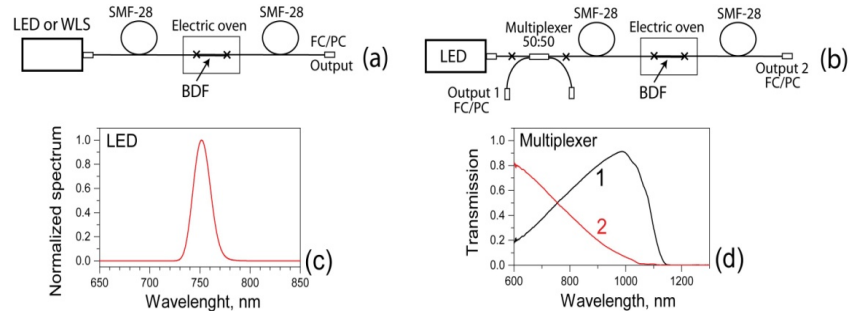 LED or WLS
SMF-28
Electric oven
SMF-28
FC/PC
Output
BDF
(a)
LED
Multiplexer
50:50
SMF-28
Electric oven
SMF-28
Output 1
FC/PC
BDF
Output 2
FC/PC
(b)
LED
Normalized spectrum
1.0
0.8
0.6
0.4
0.2
0.0
650 700 750 800 850
Wavelenght, nm
(c)
Multiplexer
Transmission
1.0
0.8
0.6
0.4
0.2
0.0
1
2
600 800 1000 1200
Wavelength, nm
(d)